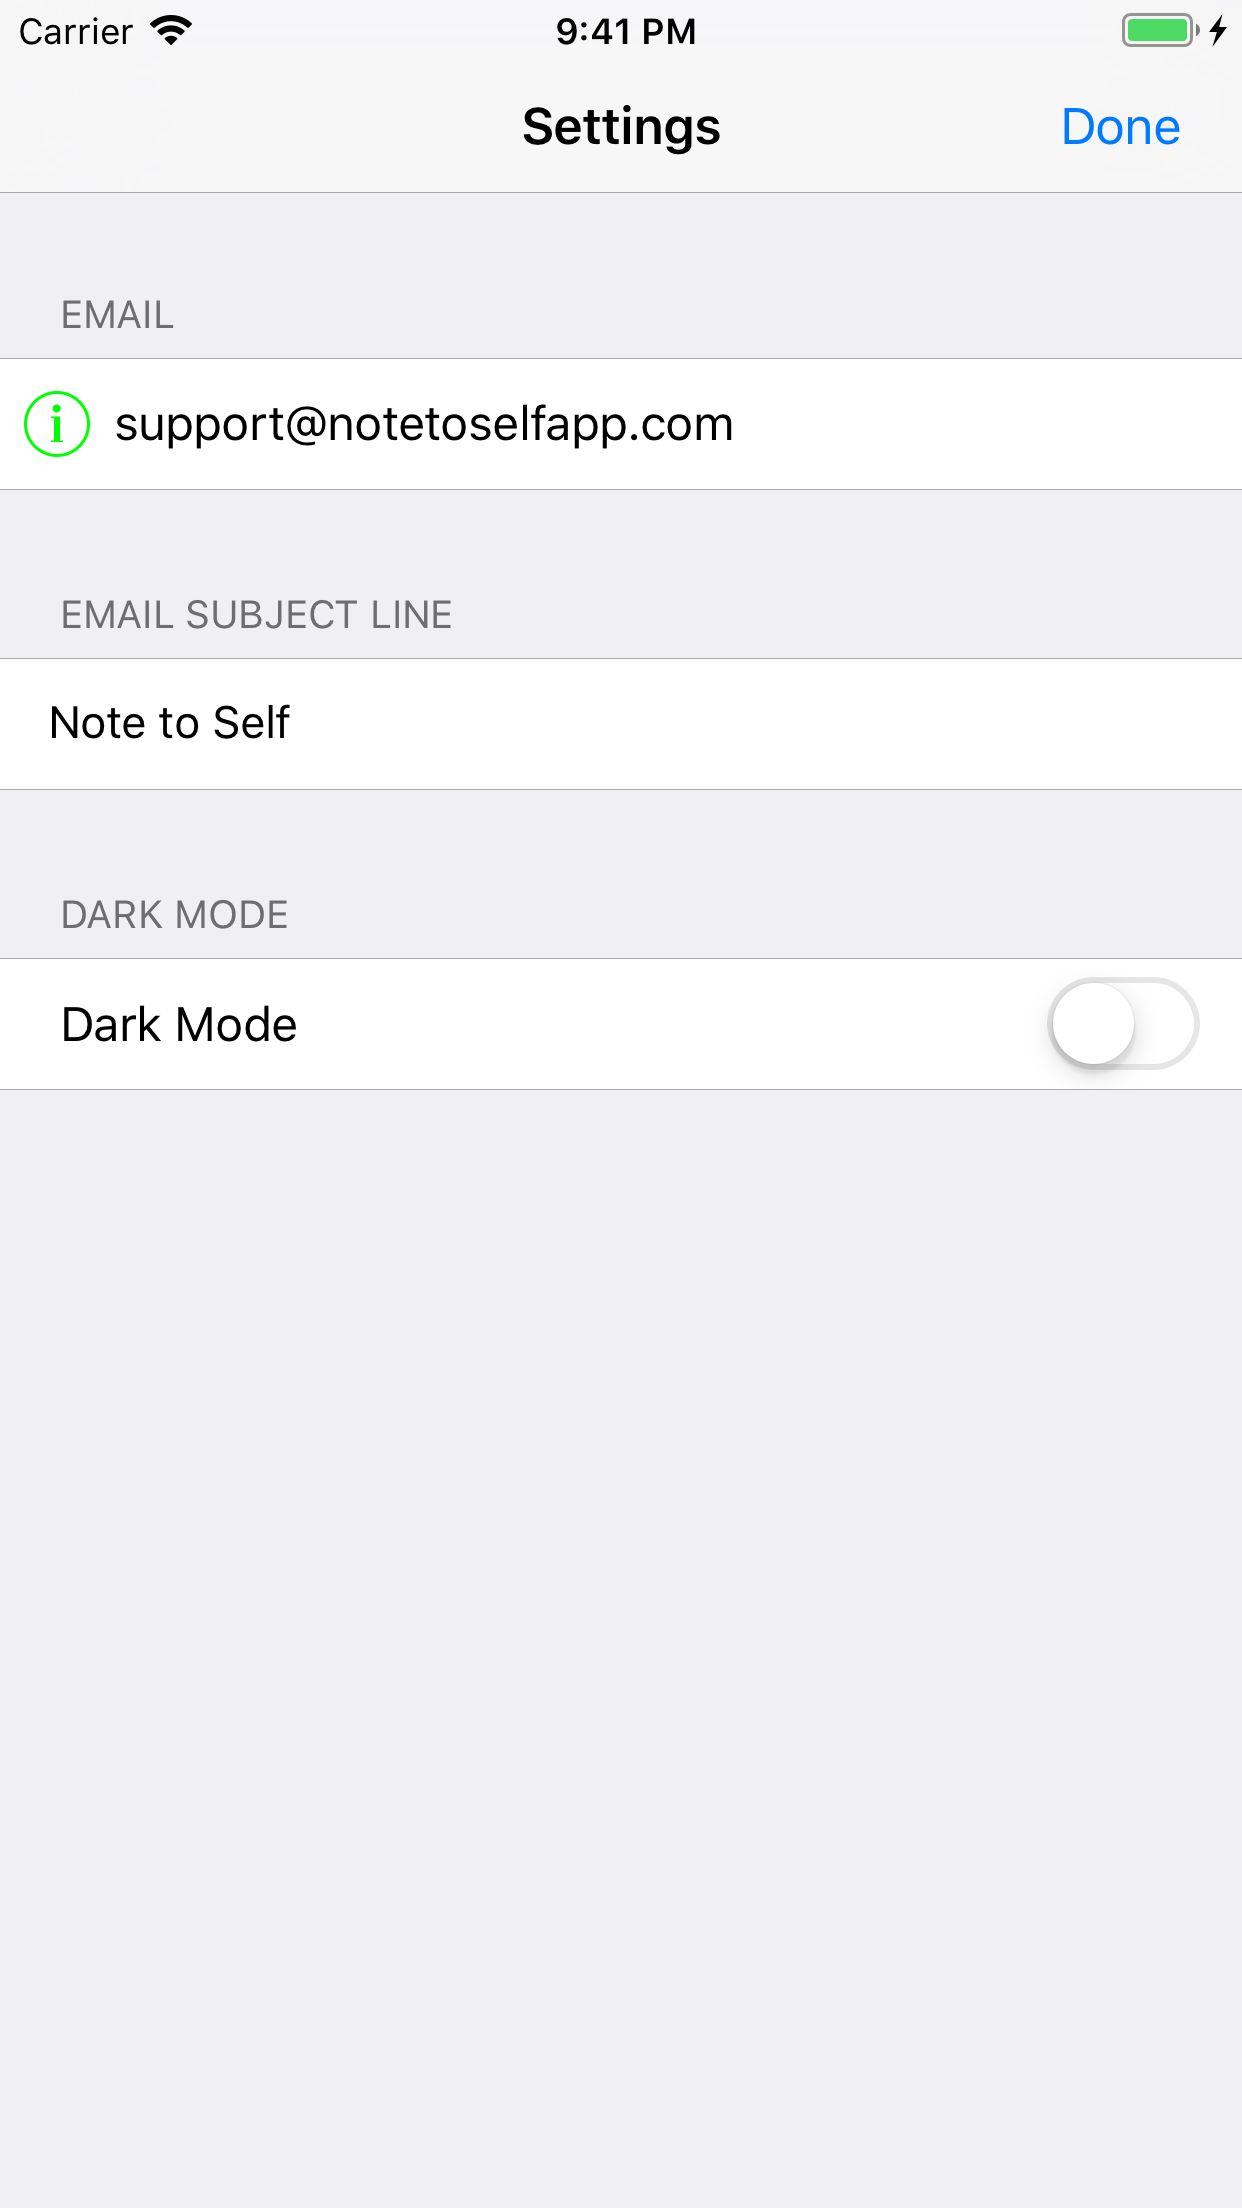 Carrier 9:41 PM
Settings Done
EMAIL
i support@notetoselfapp.com
EMAIL SUBJECT LINE
Note to Self
DARK MODE
Dark Mode